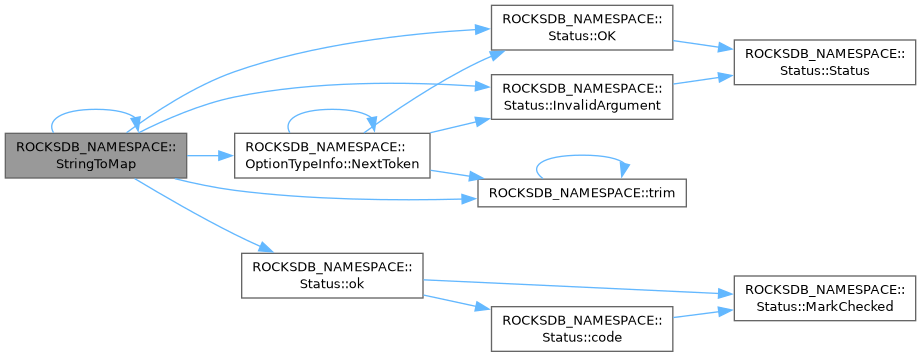 ROCKSDB_NAMESPACE::
StringToMap
ROCKSDB_NAMESPACE::
OptionTypeInfo::NextToken
ROCKSDB_NAMESPACE::
Status::OK
ROCKSDB_NAMESPACE::
Status::InvalidArgument
ROCKSDB_NAMESPACE::
Status::Status
ROCKSDB_NAMESPACE::trim
ROCKSDB_NAMESPACE::
Status::ok
ROCKSDB_NAMESPACE::
Status::code
ROCKSDB_NAMESPACE::
Status::MarkChecked